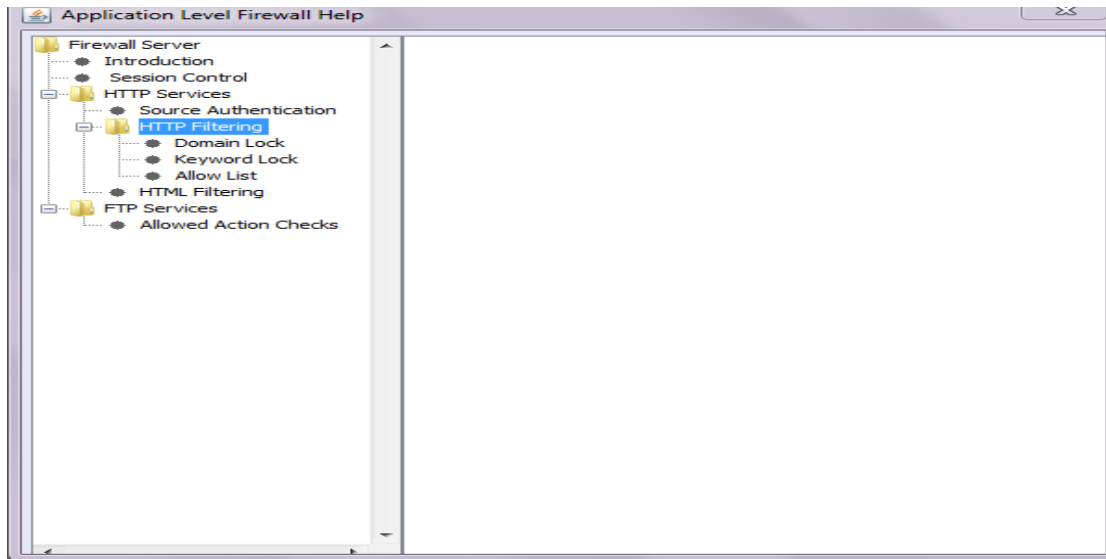 Application Level Firewall Help
Firewall Server
Introduction
Session Control
HTTP Services
Source Authentication
HTTP Filtering
Domain Lock
Keyword Lock
Allow List
HTML Filtering
FTP Services
Allowed Action Checks